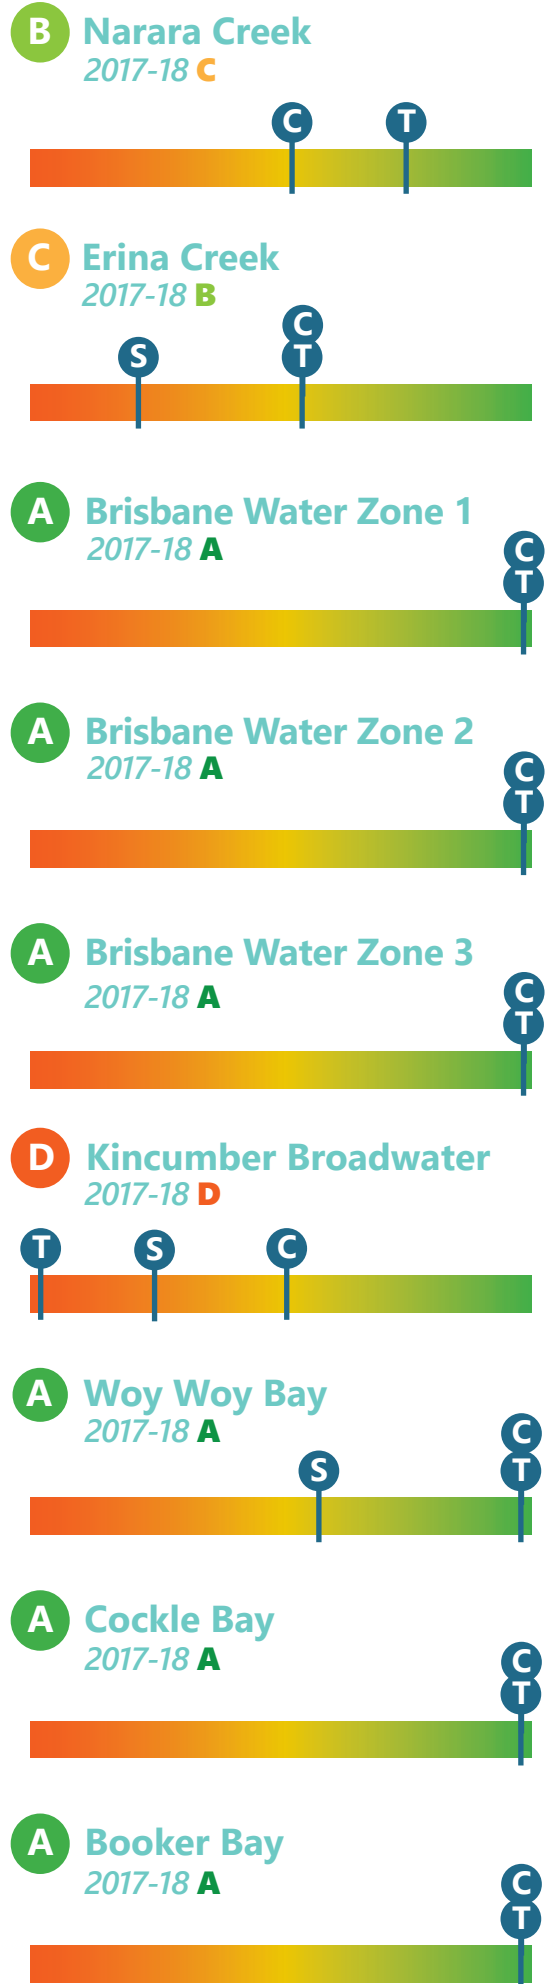 B Narara Creek
2017-18 C
C T
C Erina Creek
2017-18 B
C
S T
A Brisbane Water Zone 1
2017-18 A
C
T
A Brisbane Water Zone 2
2017-18 A
C
T
A Brisbane Water Zone 3
2017-18 A
C
T
D Kincumber Broadwater
2017-18 D
T S C
A Woy Woy Bay
2017-18 A
C
S T
A Cockle Bay
2017-18 A
C
T
A Booker Bay
2017-18 A
C
T